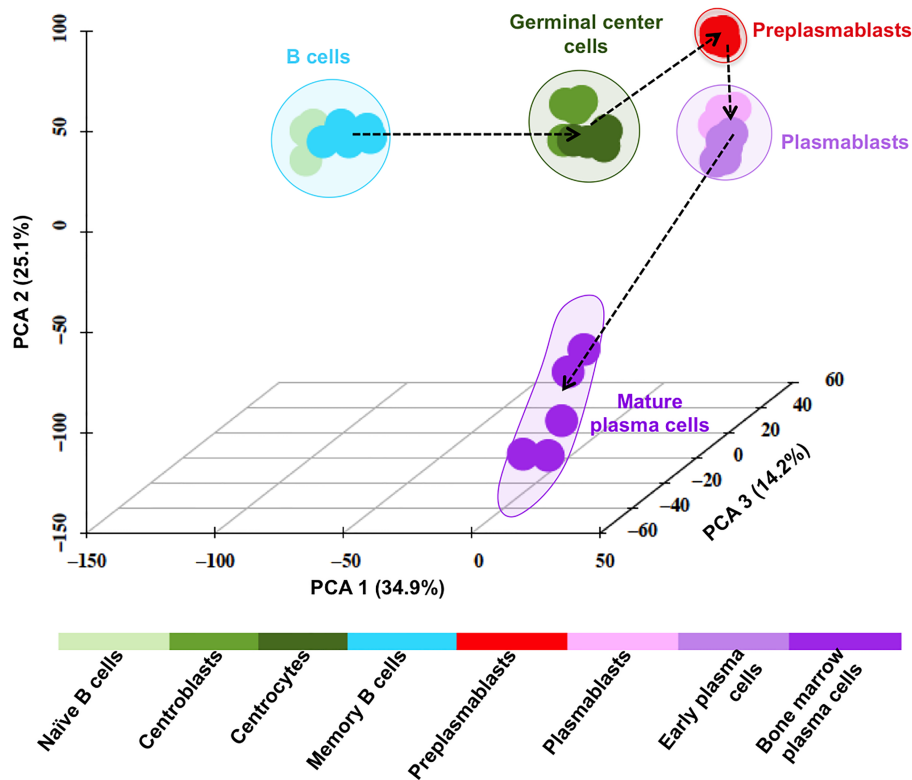 Germinal center
cells
B cells
Preplasmablasts
Plasmablasts
Mature
plasma cells
PCA 2 (25.1%)
100
50
0
−50
−100
−150
−150
−100
−50
0
50
PCA 1 (34.9%)
60
40
20
0
−20
−40
−60
PCA 3 (14.2%)
Naïve B cells
Centroblasts
Centrocytes
Memory B cells
Preplasmablasts
Plasmablasts
Early plasma
cells
Bone marrow
plasma cells